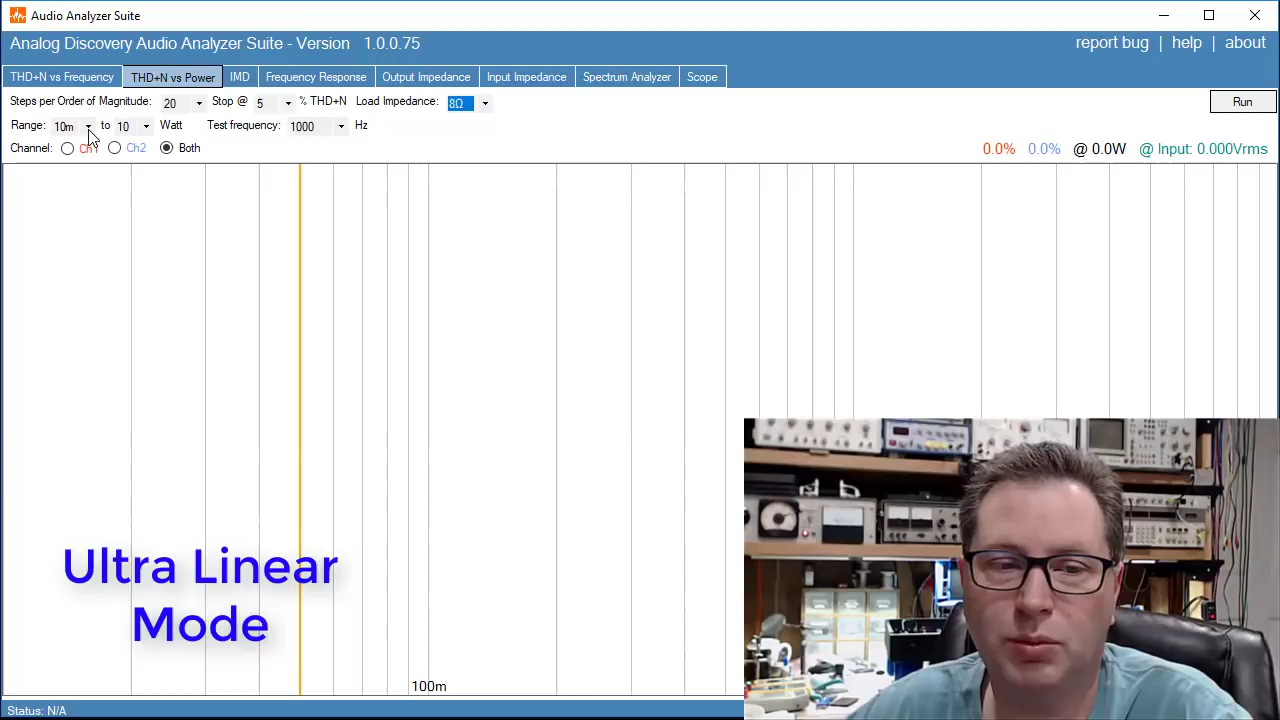 Audio Analyzer Suite
Analog Discovery Audio Analyzer Suite - Version 1.0.0.75
report bug | help | about
THD+N vs Frequency THD+N vs Power IMD Frequency Response Output Impedance Input Impedance Spectrum Analyzer Scope
Steps per Order of Magnitude: 20 Stop @ 5 % THD+N Load Impedance: 8Ω Run
Range: 10m to 10 Watt Test frequency: 1000 Hz
Channel: Ch1 Ch2 Both 0.0% 0.0% @ 0.0W @ Input: 0.000Vrms
Ultra Linear
Mode
100m
Status: N/A